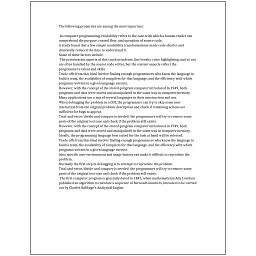 The following properties are among the most important:
In computer programming, readability refers to the ease with which a human reader can
comprehend the purpose, control flow, and operation of source code.
A study found that a few simple readability transformations made code shorter and
drastically reduced the time to understand it.
Some of these factors include:
The presentation aspects of this (such as indents, line breaks, color highlighting, and so on)
are often handled by the source code editor, but the content aspects reflect the
programmer's talent and skills.
Trade-offs from this ideal involve finding enough programmers who know the language to
build a team, the availability of compilers for that language, and the efficiency with which
programs written in a given language execute.
However, with the concept of the stored-program computer introduced in 1949, both
programs and data were stored and manipulated in the same way in computer memory.
Many applications use a mix of several languages in their construction and use.
When debugging the problem in a GUI, the programmer can try to skip some user
interaction from the original problem description and check if remaining actions are
sufficient for bugs to appear.
Trial-and-error/divide-and-conquer is needed: the programmer will try to remove some
parts of the original test case and check if the problem still exists.
However, with the concept of the stored-program computer introduced in 1949, both
programs and data were stored and manipulated in the same way in computer memory.
Ideally, the programming language best suited for the task at hand will be selected.
Trade-offs from this ideal involve finding enough programmers who know the language to
build a team, the availability of compilers for that language, and the efficiency with which
programs written in a given language execute.
Also, specific user environment and usage history can make it difficult to reproduce the
problem.
Normally the first step in debugging is to attempt to reproduce the problem.
Trial-and-error/divide-and-conquer is needed: the programmer will try to remove some
parts of the original test case and check if the problem still exists.
The first computer program is generally dated to 1843, when mathematician Ada Lovelace
published an algorithm to calculate a sequence of Bernoulli numbers, intended to be carried
out by Charles Babbage's Analytical Engine.